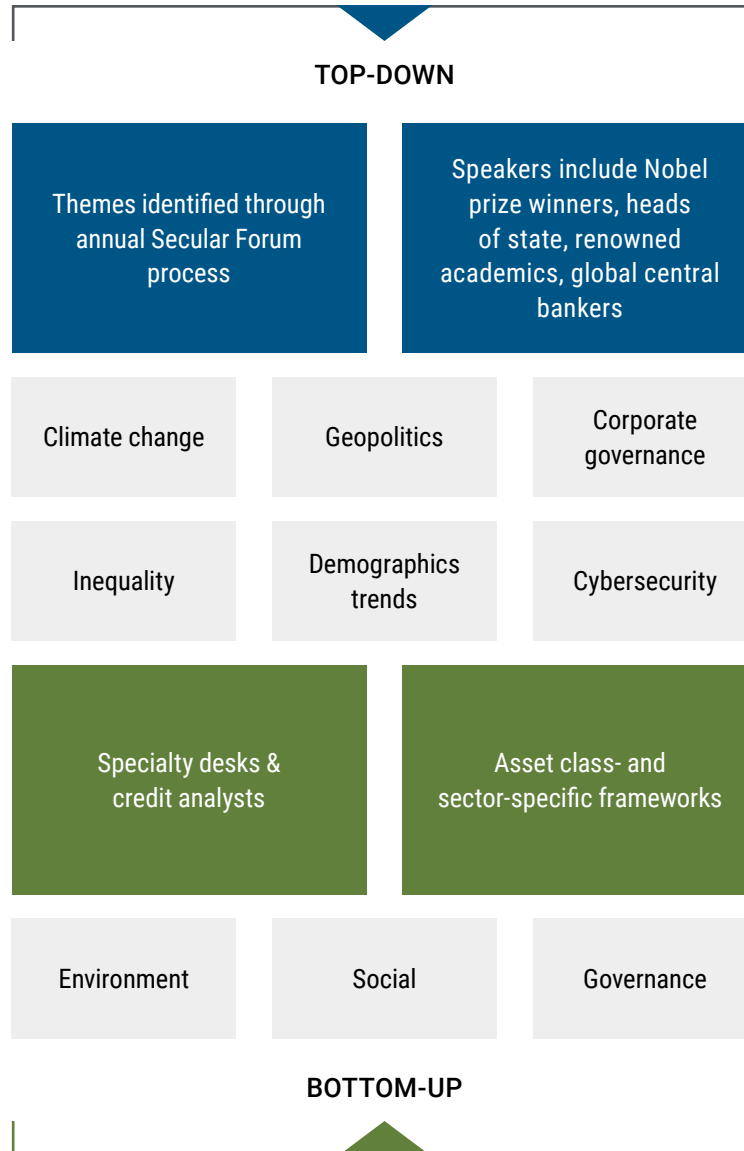 TOP-DOWN
Themes identified through
annual Secular Forum
process
Speakers include Nobel
prize winners, heads
of state, renowned
academics, global central
bankers
Climate change
Geopolitics
Corporate
governance
Inequality
Demographics
trends
Cybersecurity
Specialty desks &
credit analysts
Asset class- and
sector-specific frameworks
Environment
Social
Governance
BOTTOM-UP